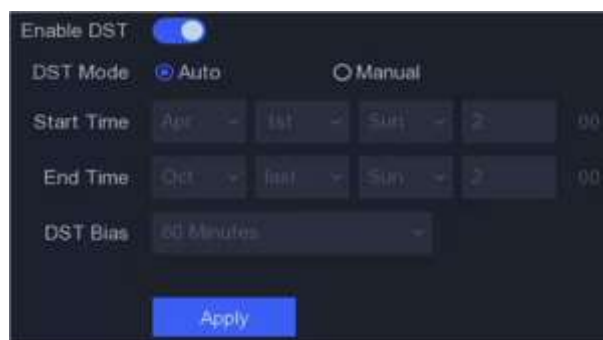 Enable DST
DST Mode Auto Manual
Start Time Apr 1st Sun 2 00
End Time Oct last Sun 2 00
DST Bias 60 Minutes
Apply